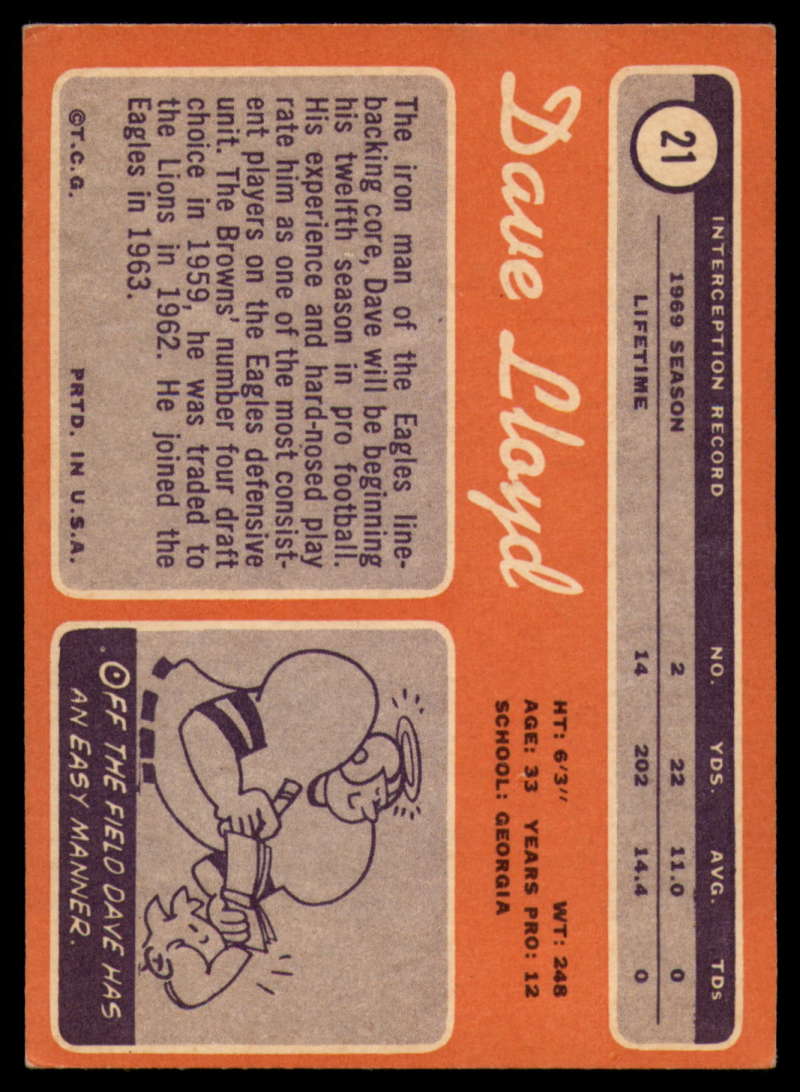 21
INTERCEPTION RECORD NO. YDS. AVG. TDs
1969 SEASON 2 22 11.0 0
LIFETIME 14 202 14.4 0
Dave Lloyd
HT: 6'3" WT: 248
AGE: 33 YEARS PRO: 12
SCHOOL: GEORGIA
The iron man of the Eagles line-
backing core, Dave will be beginning
his twelfth season in pro football.
His experience and hard-nosed play
rate him as one of the most consist-
ent players on the Eagles defensive
unit. The Browns' number four draft
choice in 1959, he was traded to
the Lions in 1962. He joined the
Eagles in 1963.
©T.C.G. PRTD. IN U.S.A.
OFF THE FIELD DAVE HAS
AN EASY MANNER.